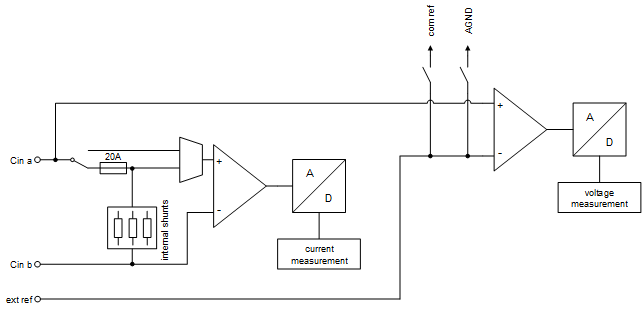 com ref
AGND
+
-
A
D
voltage
measurement
Cin a
20A
+
-
A
D
current
measurement
internal shunts
Cin b
ext ref